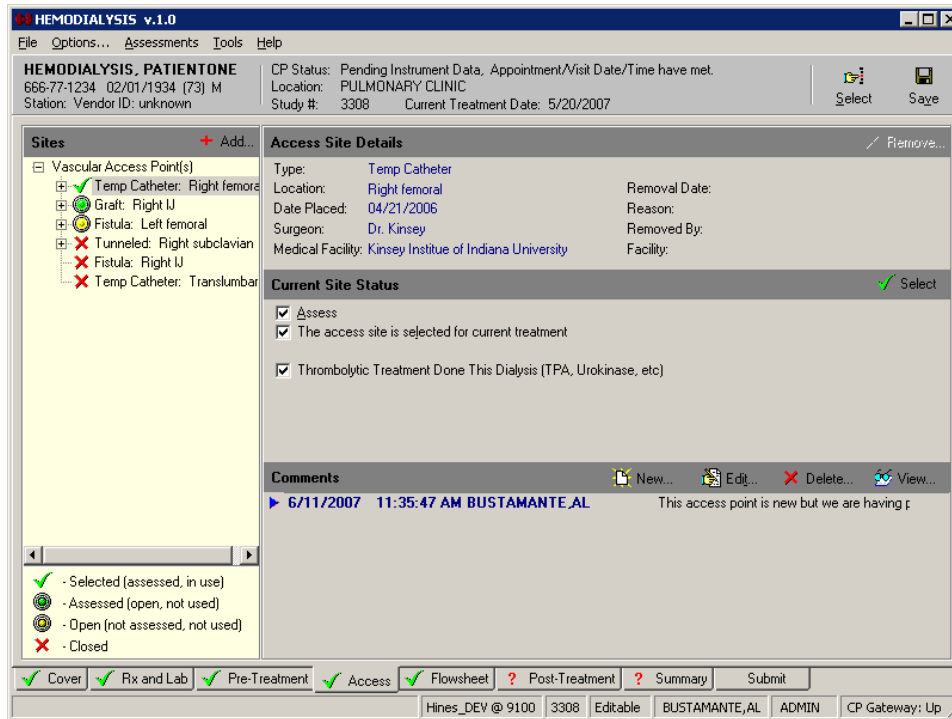 HEMODIALYSIS v.1.0
File Options... Assessments Tools Help
HEMODIALYSIS, PATIENTONE
666-77-1234 02/01/1934 (73) M
Station: Vendor ID: unknown
CP Status: Pending Instrument Data, Appointment/Visit Date/Time have met.
Location: PULMONARY CLINIC
Study #: 3308 Current Treatment Date: 5/20/2007
Select Save
Sites Add...
Vascular Access Point(s)
Temp Catheter: Right femora
Graft: Right IJ
Fistula: Left femoral
Tunneled: Right subclavian
Fistula: Right IJ
Temp Catheter: Translumbar
- Selected (assessed, in use)
- Assessed (open, not used)
- Open (not assessed, not used)
- Closed
Access Site Details Remove...
Type: Temp Catheter
Location: Right femoral Removal Date:
Date Placed: 04/21/2006 Reason:
Surgeon: Dr. Kinsey Removed By:
Medical Facility: Kinsey Institue of Indiana University Facility:
Current Site Status Select
Assess
The access site is selected for current treatment
Thrombolytic Treatment Done This Dialysis (TPA, Urokinase, etc)
Comments New... Edit... Delete... View...
6/11/2007 11:35:47 AM BUSTAMANTE,AL This access point is new but we are having p
Cover Rx and Lab Pre-Treatment Access Flowsheet ? Post-Treatment ? Summary Submit
Hines_DEV @ 9100 3308 Editable BUSTAMANTE,AL ADMIN CP Gateway: Up